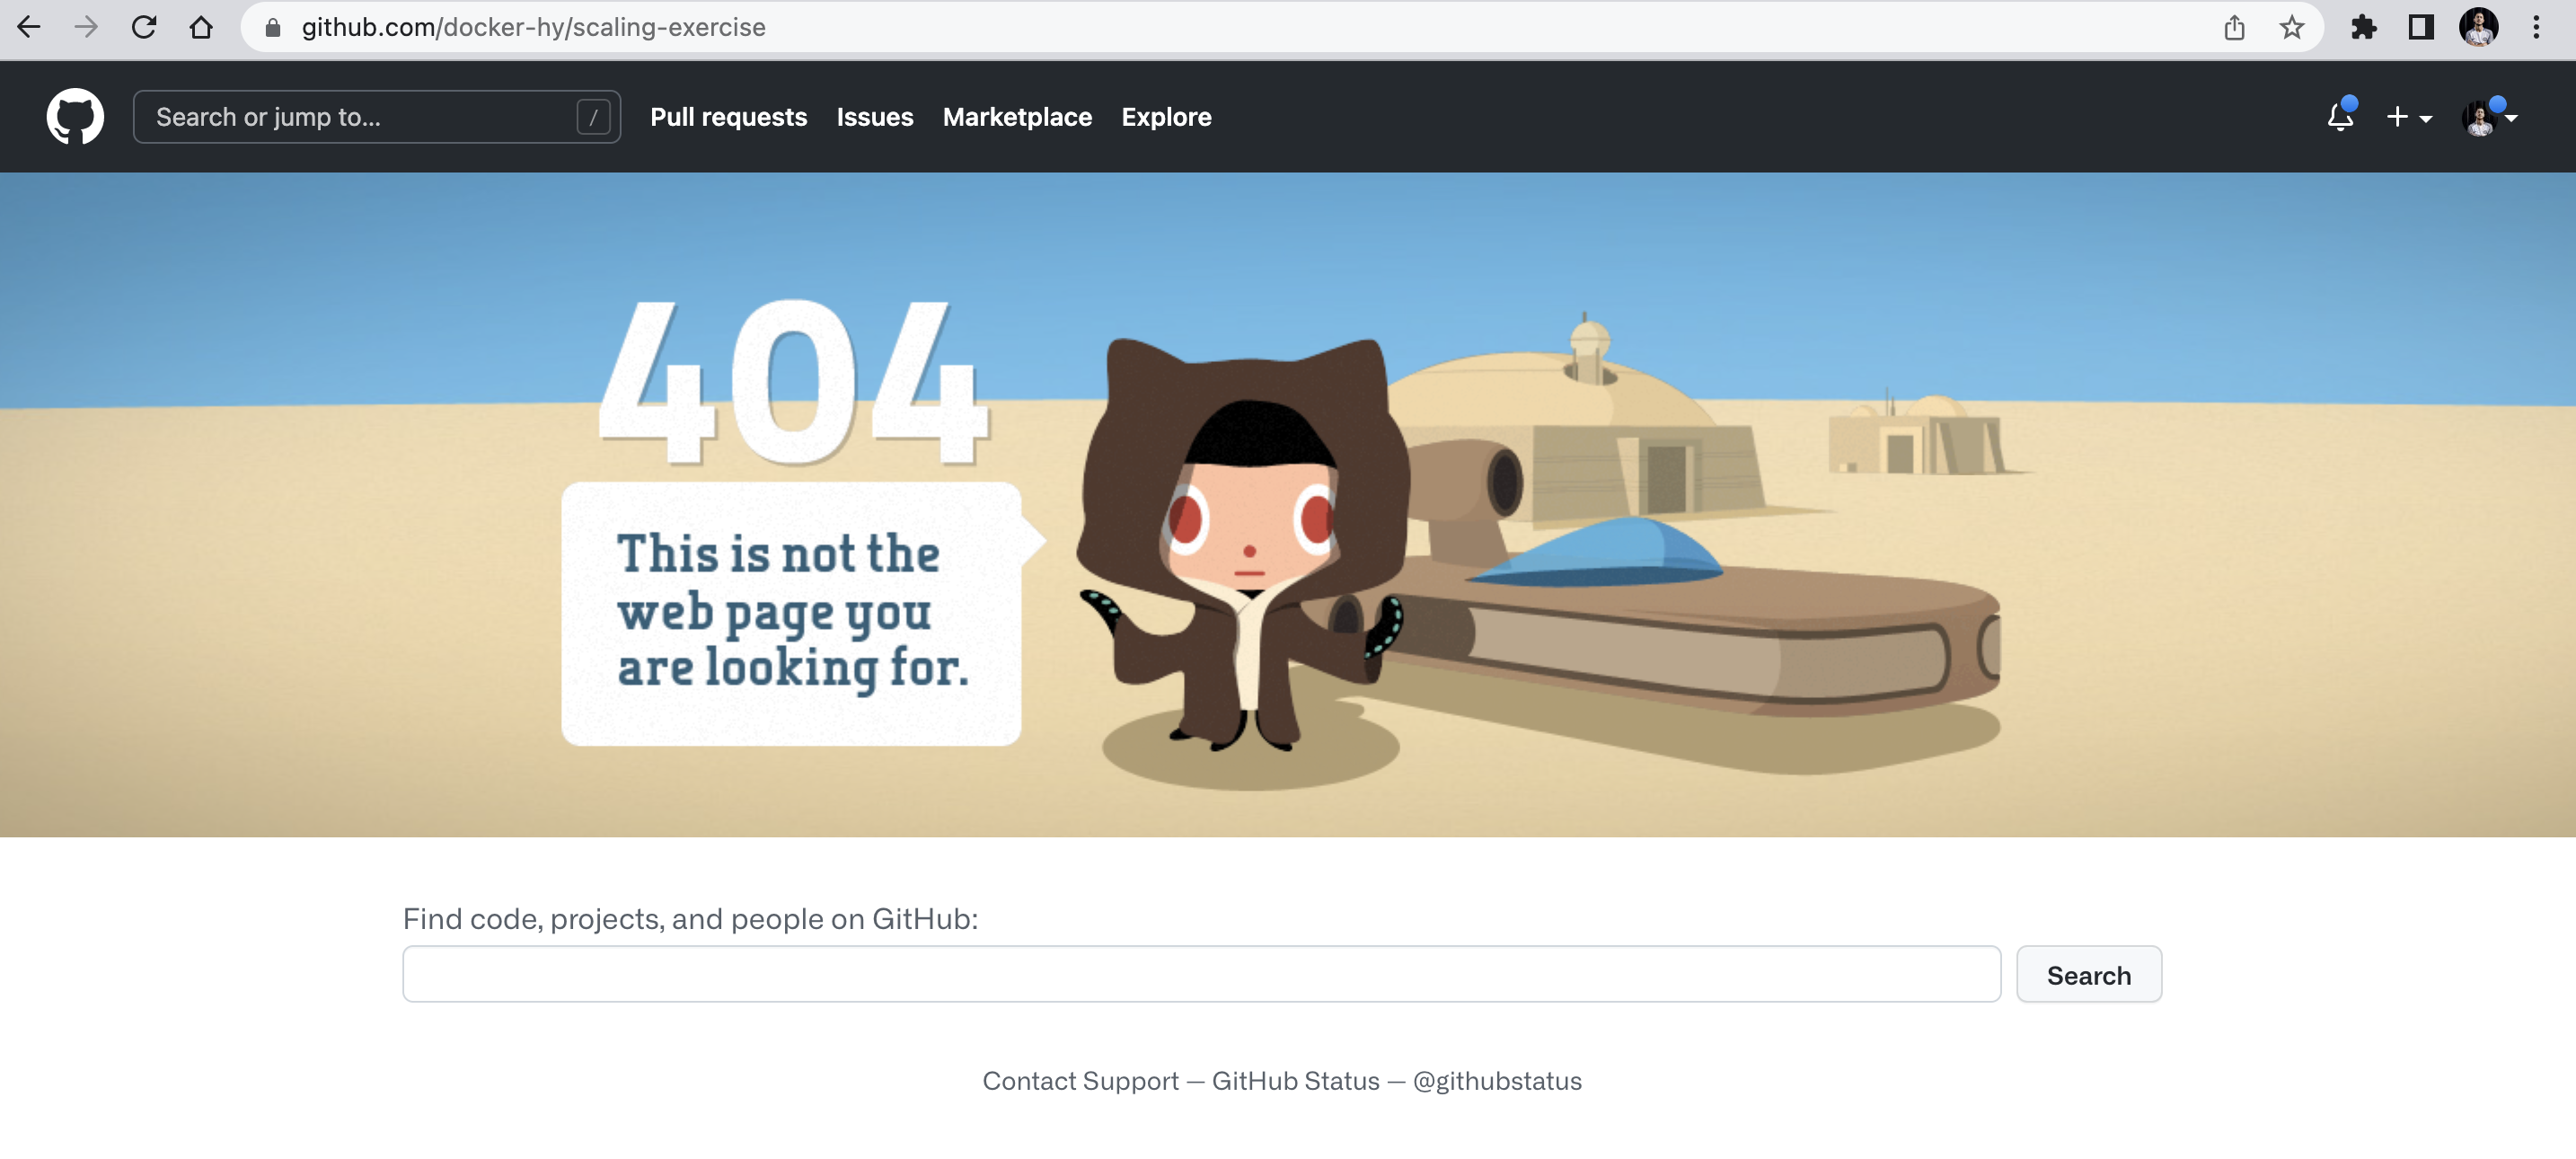 github.com/docker-hy/scaling-exercise
Search or jump to... /
Pull requests Issues Marketplace Explore
404
This is not the
web page you
are looking for.
Find code, projects, and people on GitHub:
Search
Contact Support — GitHub Status — @githubstatus